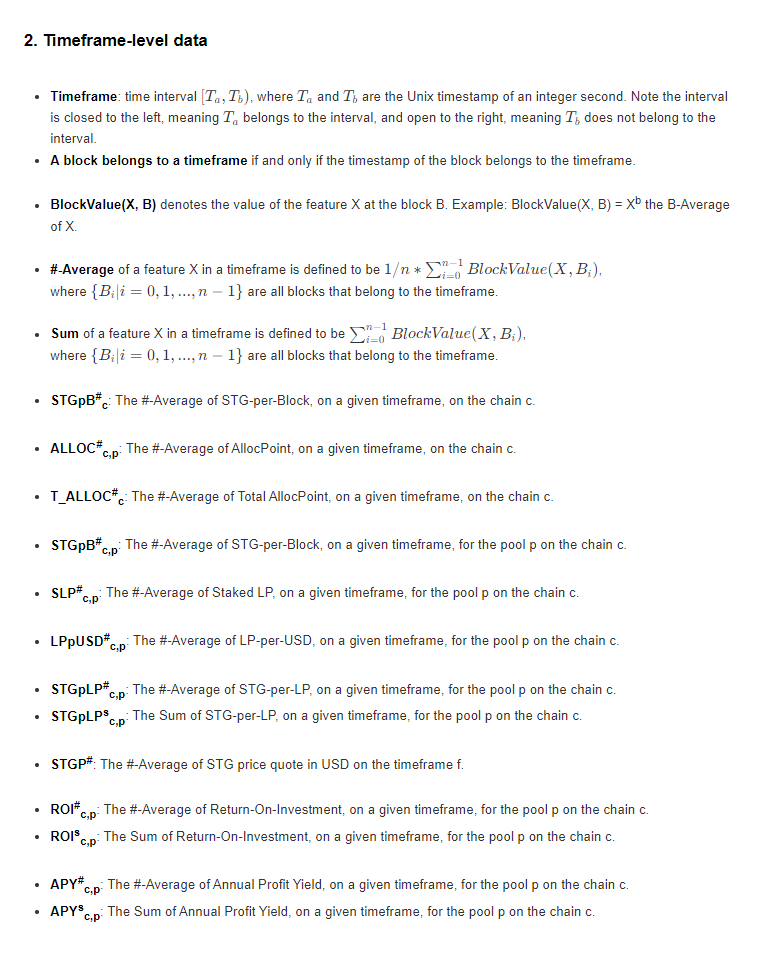 2. Timeframe-level data
• Timeframe: time interval [Tₐ, T_b), where Tₐ and T_b are the Unix timestamp of an integer second. Note the interval
is closed to the left, meaning Tₐ belongs to the interval, and open to the right, meaning T_b does not belong to the
interval.
• A block belongs to a timeframe if and only if the timestamp of the block belongs to the timeframe.
• BlockValue(X, B) denotes the value of the feature X at the block B. Example: BlockValue(X, B) = X^b the B-Average
of X.
• #-Average of a feature X in a timeframe is defined to be 1/n * ∑_{i=0}^{n−1} BlockValue(X, B_i),
where {B_i|i = 0, 1, ..., n − 1} are all blocks that belong to the timeframe.
• Sum of a feature X in a timeframe is defined to be ∑_{i=0}^{n−1} BlockValue(X, B_i),
where {B_i|i = 0, 1, ..., n − 1} are all blocks that belong to the timeframe.
• STGpB^#_c: The #-Average of STG-per-Block, on a given timeframe, on the chain c.
• ALLOC^#_c,p: The #-Average of AllocPoint, on a given timeframe, on the chain c.
• T_ALLOC^#_c: The #-Average of Total AllocPoint, on a given timeframe, on the chain c.
• STGpB^#_c,p: The #-Average of STG-per-Block, on a given timeframe, for the pool p on the chain c.
• SLP^#_c,p: The #-Average of Staked LP, on a given timeframe, for the pool p on the chain c.
• LPpUSD^#_c,p: The #-Average of LP-per-USD, on a given timeframe, for the pool p on the chain c.
• STGpLP^#_c,p: The #-Average of STG-per-LP, on a given timeframe, for the pool p on the chain c.
• STGpLP^s_c,p: The Sum of STG-per-LP, on a given timeframe, for the pool p on the chain c.
• STGP^#: The #-Average of STG price quote in USD on the timeframe f.
• ROI^#_c,p: The #-Average of Return-On-Investment, on a given timeframe, for the pool p on the chain c.
• ROI^s_c,p: The Sum of Return-On-Investment, on a given timeframe, for the pool p on the chain c.
• APY^#_c,p: The #-Average of Annual Profit Yield, on a given timeframe, for the pool p on the chain c.
• APY^s_c,p: The Sum of Annual Profit Yield, on a given timeframe, for the pool p on the chain c.